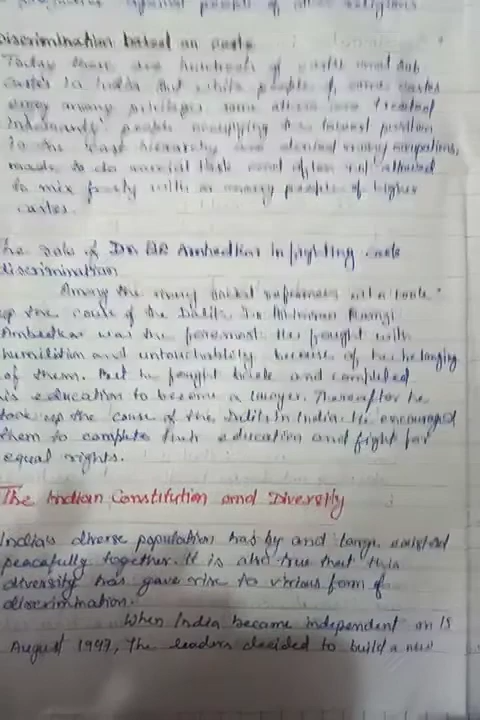 against people of other religions
Discrimination based on caste
Today there are hundreds of castes and sub
castes in India. But while people of some castes
enjoy many privileges, some others are treated
people occupying the lowest position
in the caste hierarchy are denied many occupations,
made to do menial task and often not allowed
to mix freely with people of higher
castes.
The role of Dr BR Ambedkar in fighting caste
discrimination
Among the many social reformers who took
up the cause of the Dalits, Dr Bhimrao Ramji
Ambedkar was the foremost. He fought with
humilition and untouchability because of his belonging
of them. But he fought back and completed
is education to become a lawyer. Thereafter he
took up the cause of the Dalits in India. He encouraged
them to complete their education and fight for
equal rights.
The Indian Constitution and Diversity
India's diverse population has by and large existed
peacefully together. It is also true that this
diversity has gave rise to virious form of
discrimination.
When India became independent on 15
August 1947, The leaders decided to build a new